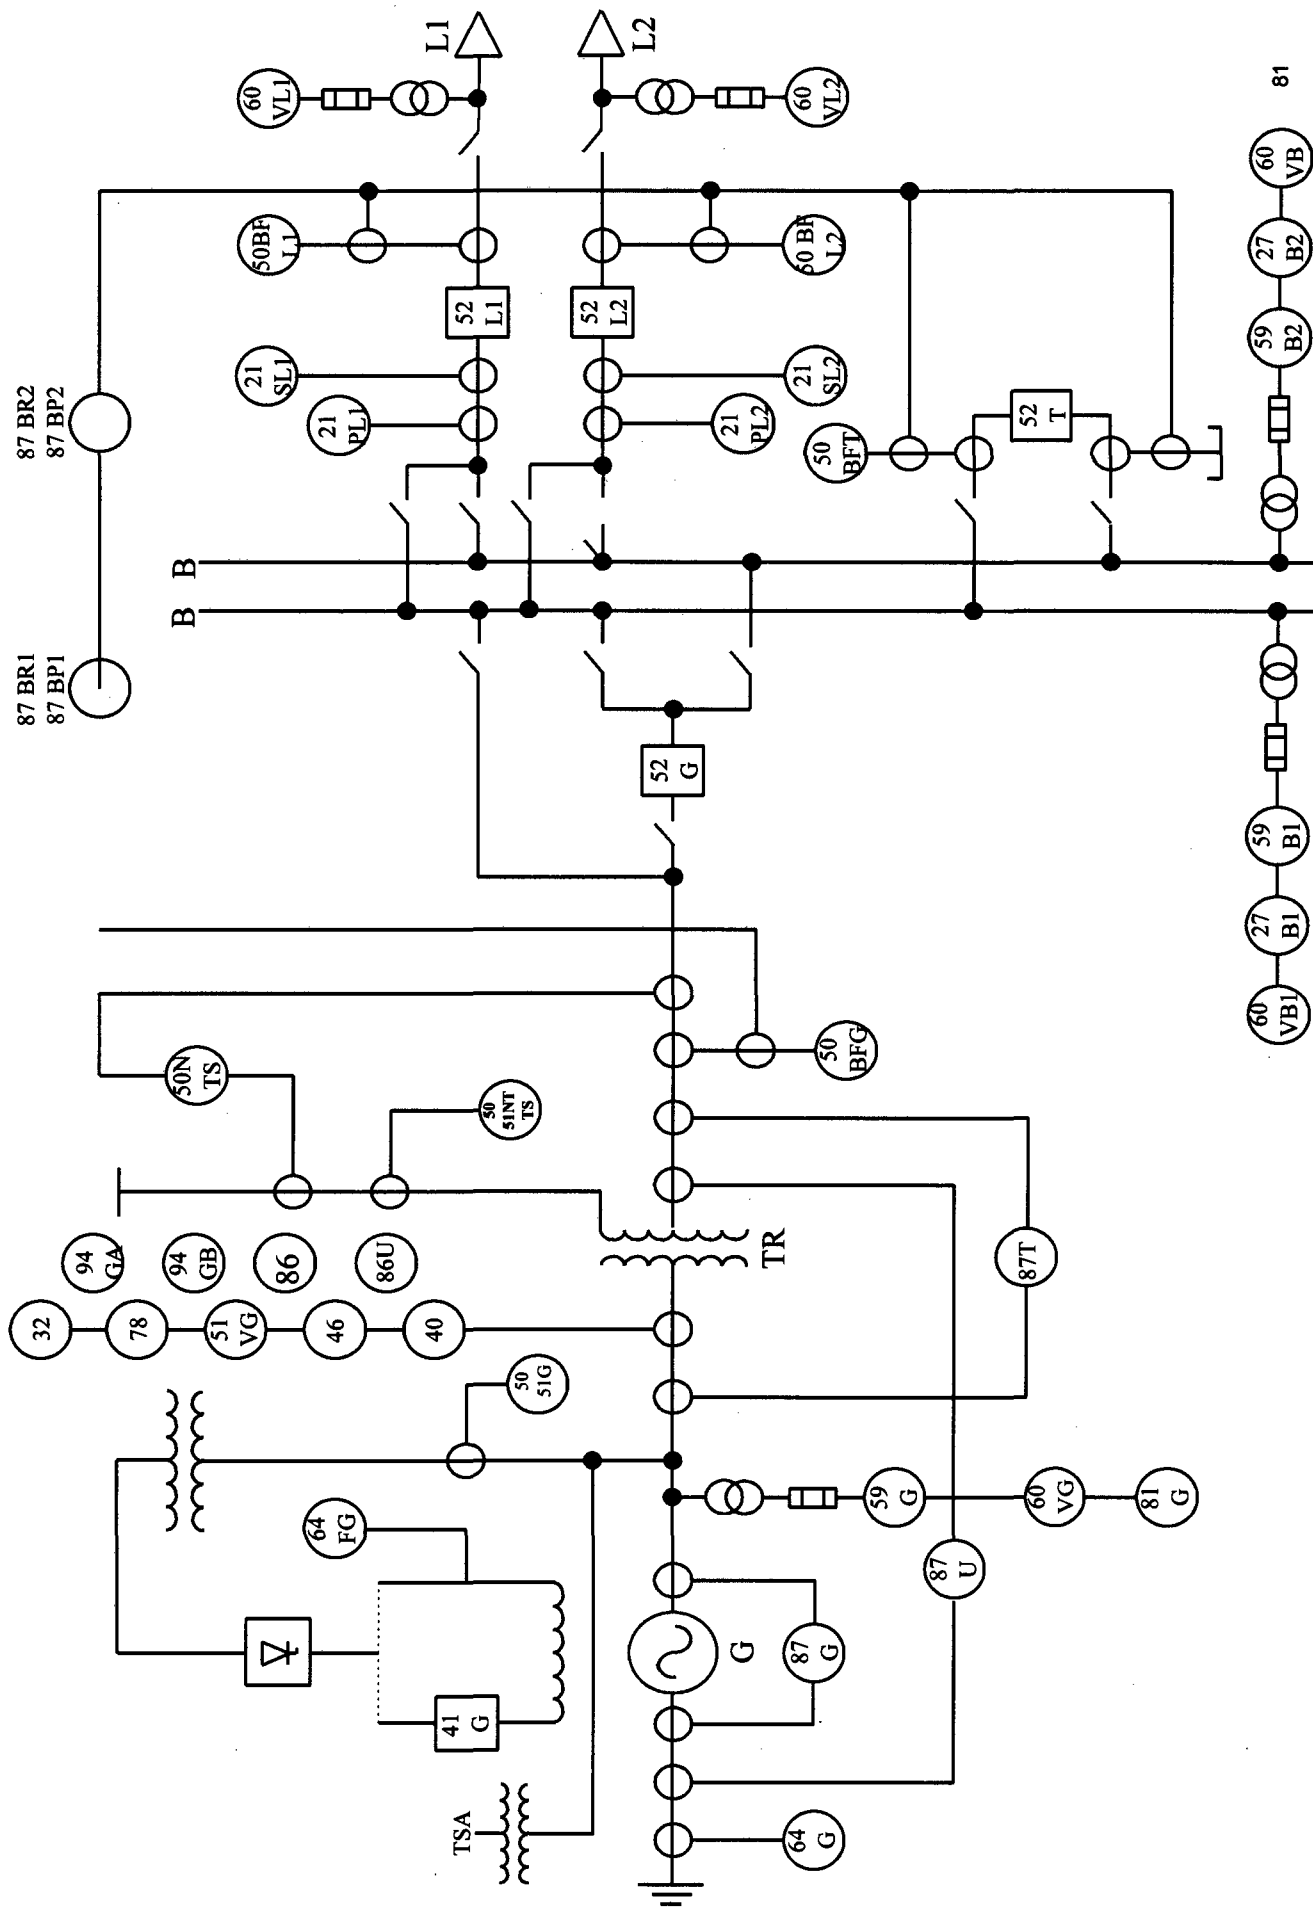 87 BR1
87 BP1
87 BR2
87 BP2
B
B
L1
L2
60
VL1
60
VL2
50BF
L1
50 BF
L2
52
L1
52
L2
21
SL1
21
SL2
21
PL1
21
PL2
50
BFT
52
T
60
VB
27
B2
59
B2
81
59
B1
27
B1
60
VB1
52
G
50N
TS
50
51NT
TS
50
BFG
94
GA
94
GB
86
86U
32
78
51
VG
46
40
TR
87T
50
51G
64
FG
59
G
60
VG
81
G
87
U
87
G
G
41
G
TSA
64
G